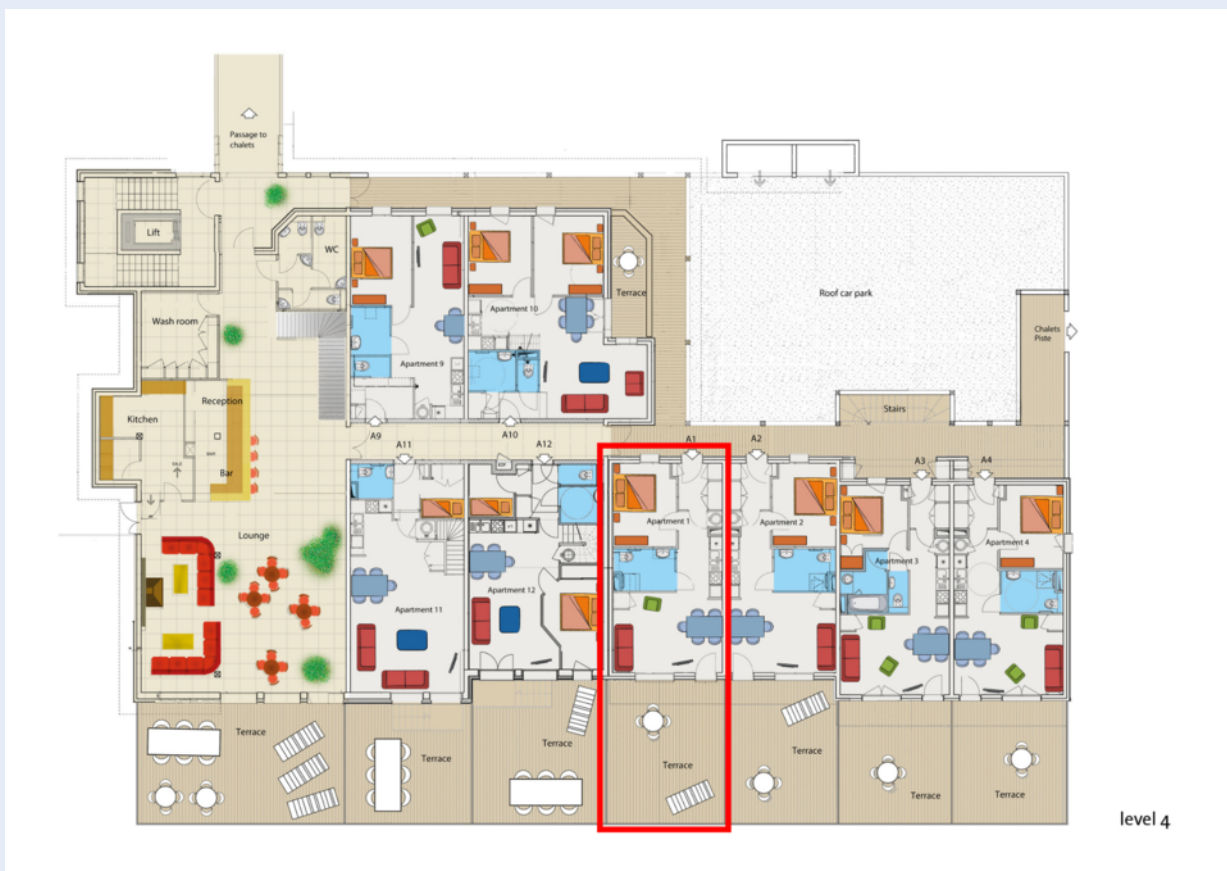 Passage to
chalets
Lift
WC
Wash room
Terrace
Roof car park
Apartment 10
Chalets
Piste
Apartment 9
Reception
Kitchen
Stairs
Bar
A9
A11
A10
A12
A1
A2
A3
A4
Lounge
Apartment 1
Apartment 2
Apartment 4
Apartment 3
Apartment 12
Apartment 11
Terrace
Terrace
Terrace
Terrace
Terrace
Terrace
Terrace
level 4